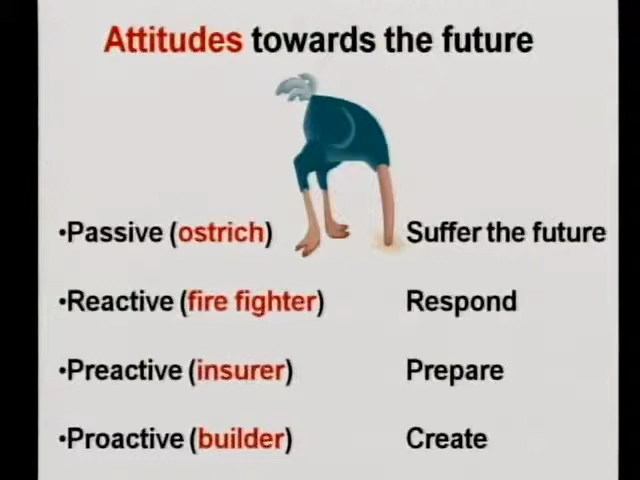 Attitudes towards the future
•Passive (ostrich) Suffer the future
•Reactive (fire fighter) Respond
•Preactive (insurer) Prepare
•Proactive (builder) Create